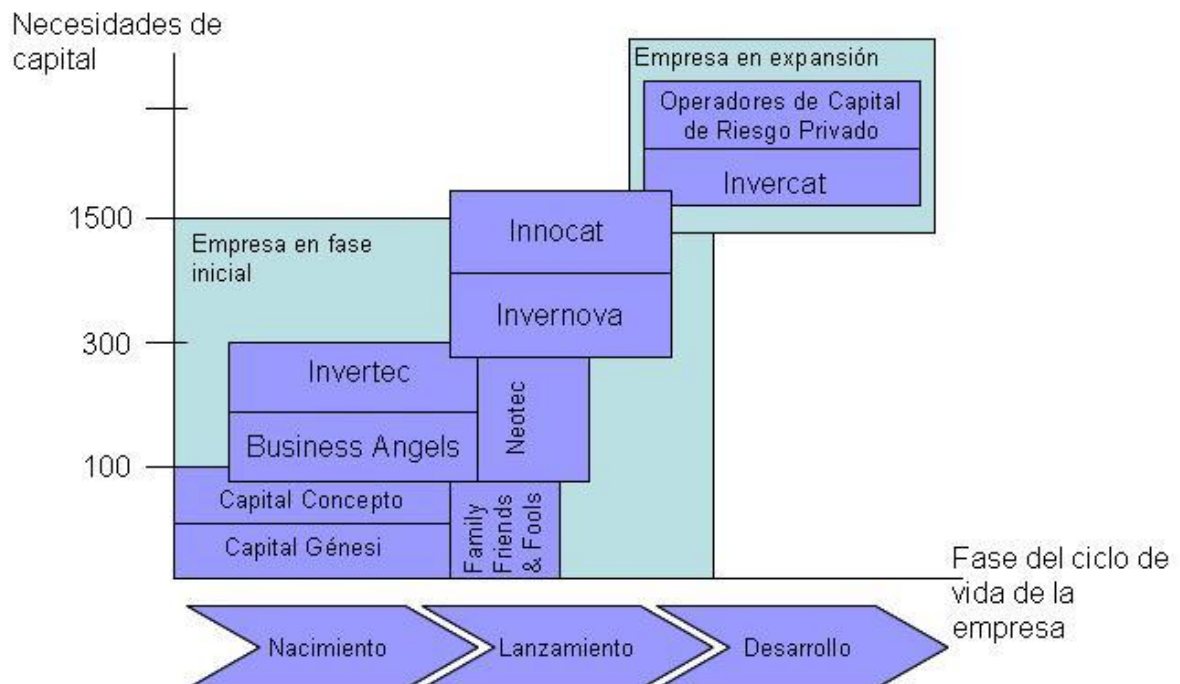 Necesidades de
capital
Empresa en expansión
Operadores de Capital
de Riesgo Privado
Invercat
1500
Innocat
Empresa en fase
inicial
Invernova
300
Invertec
Neotec
Business Angels
100
Capital Concepto
Family
Friends
& Fools
Capital Génesi
Fase del ciclo de
vida de la
empresa
Nacimiento
Lanzamiento
Desarrollo